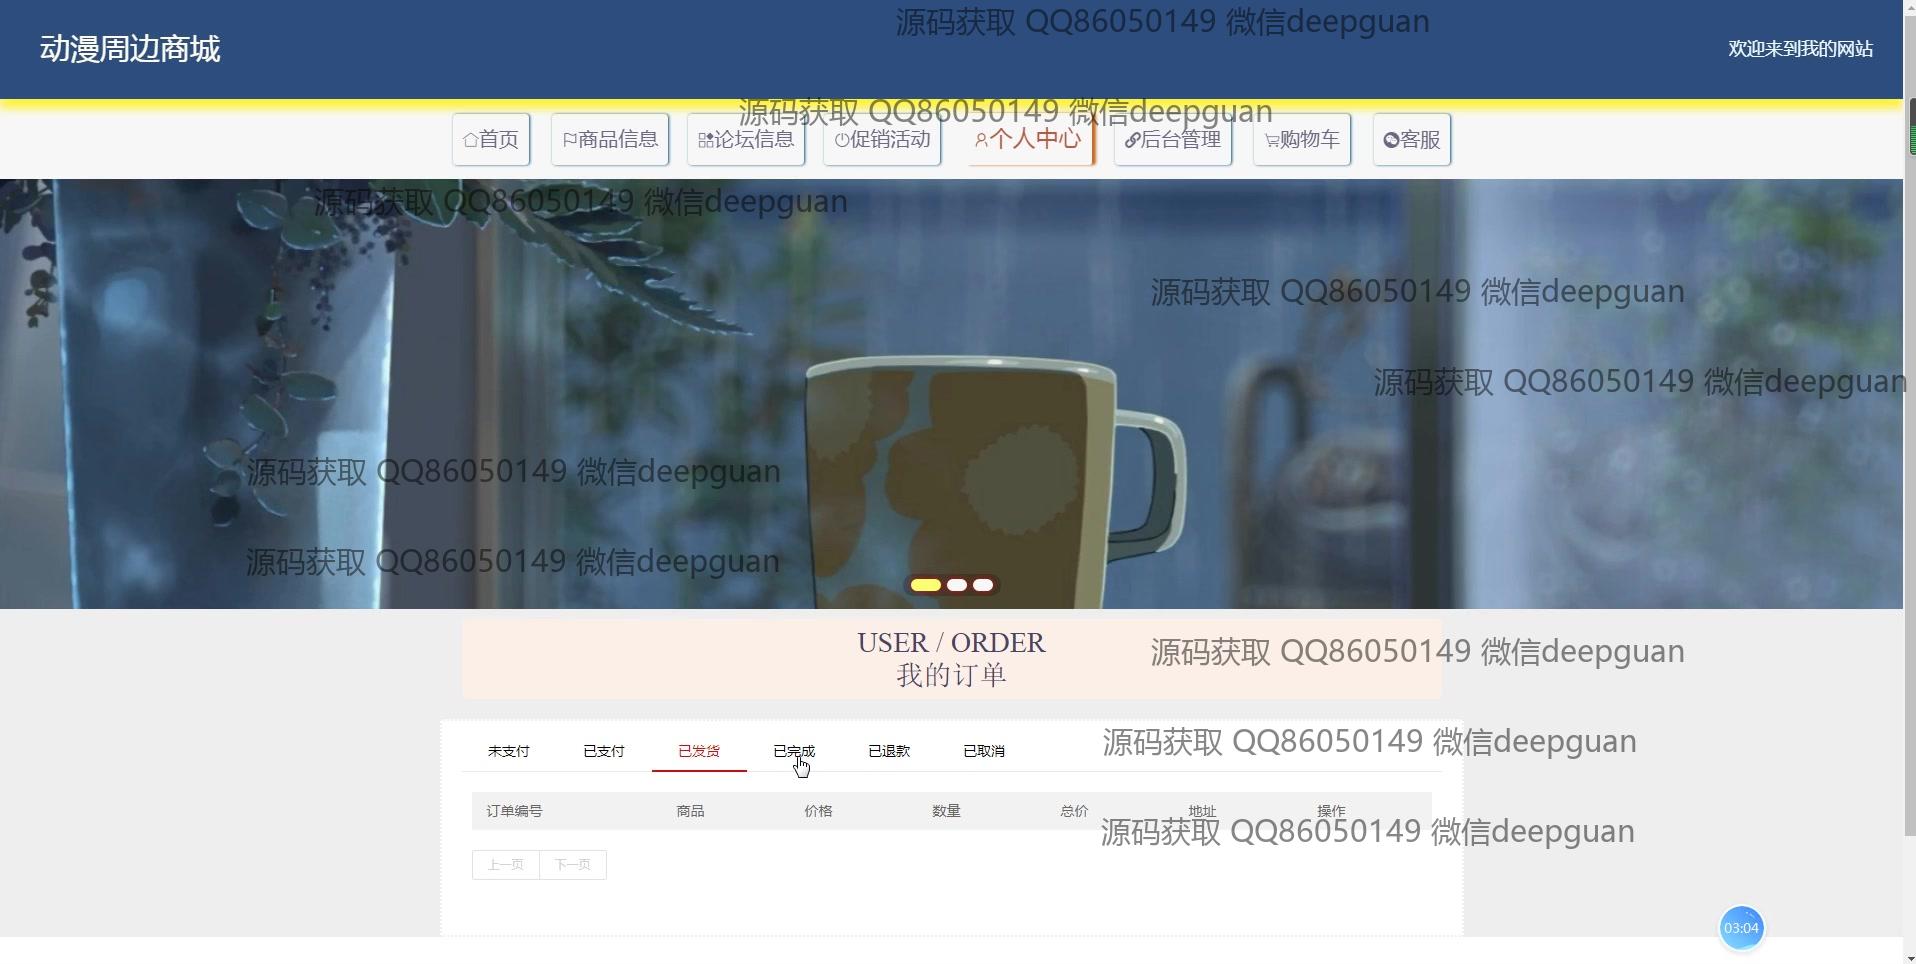 源码获取 QQ86050149 微信deepguan
动漫周边商城
欢迎来到我的网站
源码获取 QQ86050149 微信deepguan
首页 商品信息 论坛信息 促销活动 个人中心 后台管理 购物车 客服
源码获取 QQ86050149 微信deepguan
源码获取 QQ86050149 微信deepguan
源码获取 QQ86050149 微信deepguan
源码获取 QQ86050149 微信deepguan
源码获取 QQ86050149 微信deepguan
USER / ORDER
源码获取 QQ86050149 微信deepguan
我的订单
未支付 已支付 已发货 已完成 已退款 已取消
源码获取 QQ86050149 微信deepguan
订单编号 商品 价格 数量 总价 地址 操作
源码获取 QQ86050149 微信deepguan
上一页 下一页
03:04